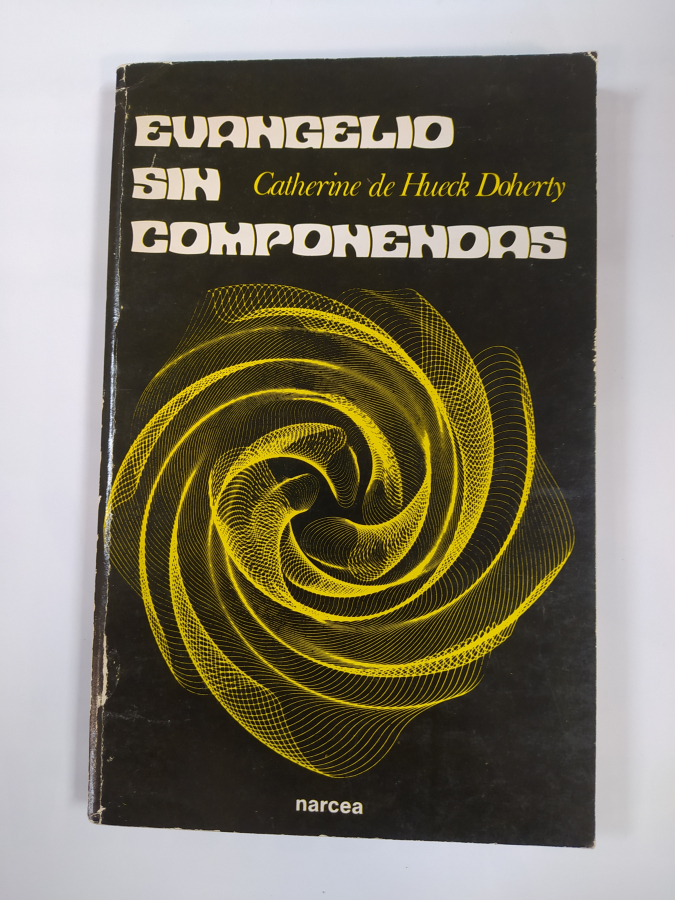 EVANGELIO
SIN
Catherine de Hueck Doherty
COMPONENDAS
narcea